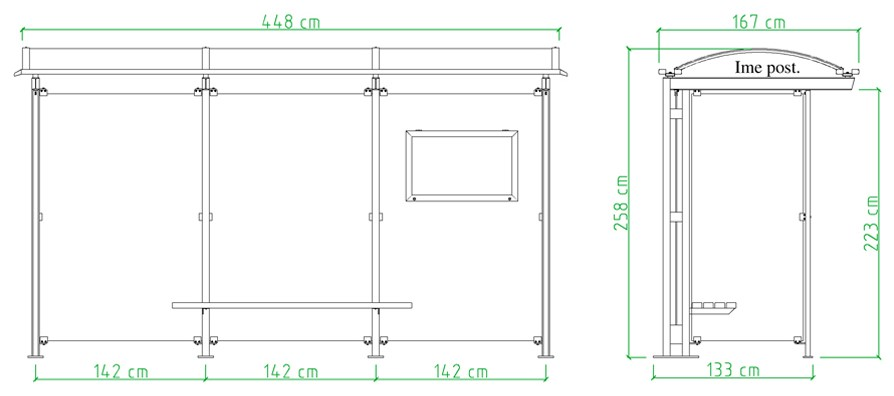 448 cm
167 cm
Ime post.
258 cm
223 cm
142 cm
142 cm
142 cm
133 cm